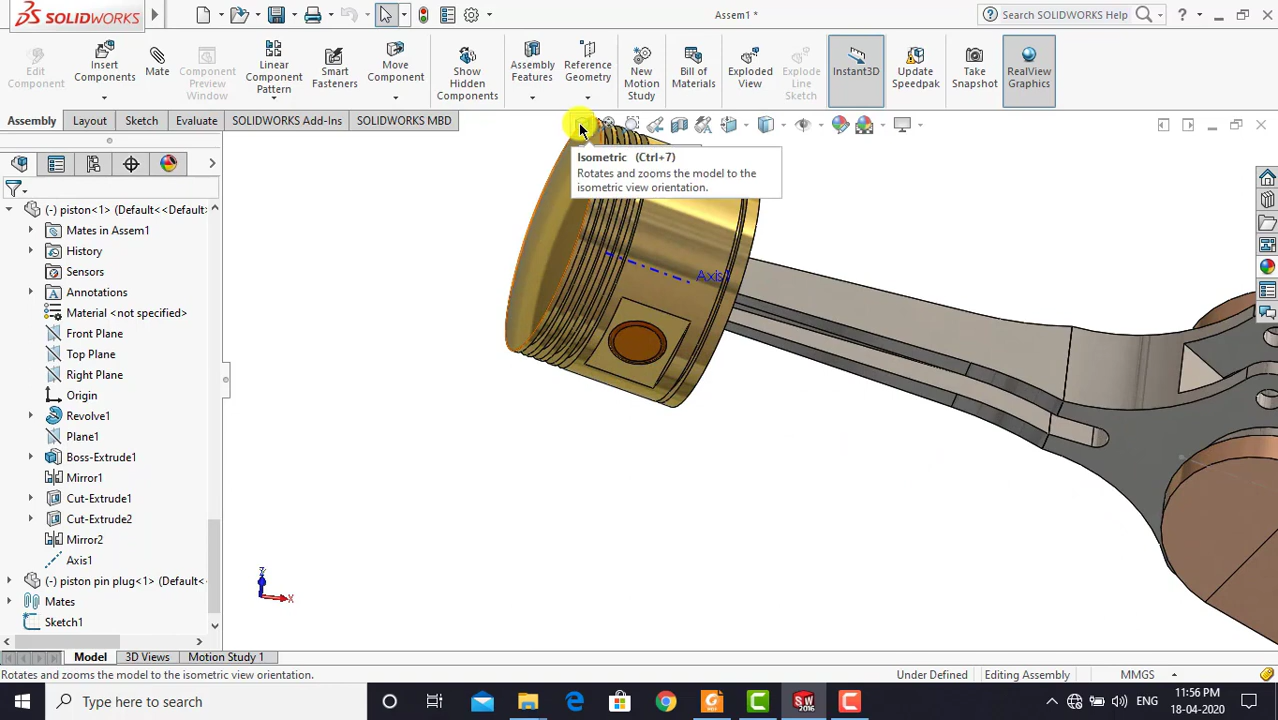 SOLIDWORKS
Assem1 *
Search SOLIDWORKS Help
Edit Component
Insert Components
Mate
Component Preview Window
Linear Component Pattern
Smart Fasteners
Move Component
Show Hidden Components
Assembly Features
Reference Geometry
New Motion Study
Bill of Materials
Exploded View
Explode Line Sketch
Instant3D
Update Speedpak
Take Snapshot
RealView Graphics
Assembly
Layout
Sketch
Evaluate
SOLIDWORKS Add-Ins
SOLIDWORKS MBD
Isometric (Ctrl+7)
Rotates and zooms the model to the
isometric view orientation.
(-) piston<1> (Default<<Default
Mates in Assem1
History
Sensors
Annotations
Material <not specified>
Front Plane
Top Plane
Right Plane
Origin
Revolve1
Plane1
Boss-Extrude1
Mirror1
Cut-Extrude1
Cut-Extrude2
Mirror2
Axis1
(-) piston pin plug<1> (Default<
Mates
Sketch1
Axis1
Z
X
Model
3D Views
Motion Study 1
Rotates and zooms the model to the isometric view orientation.
Under Defined
Editing Assembly
MMGS
Type here to search
SW
2016
ENG
11:56 PM
18-04-2020